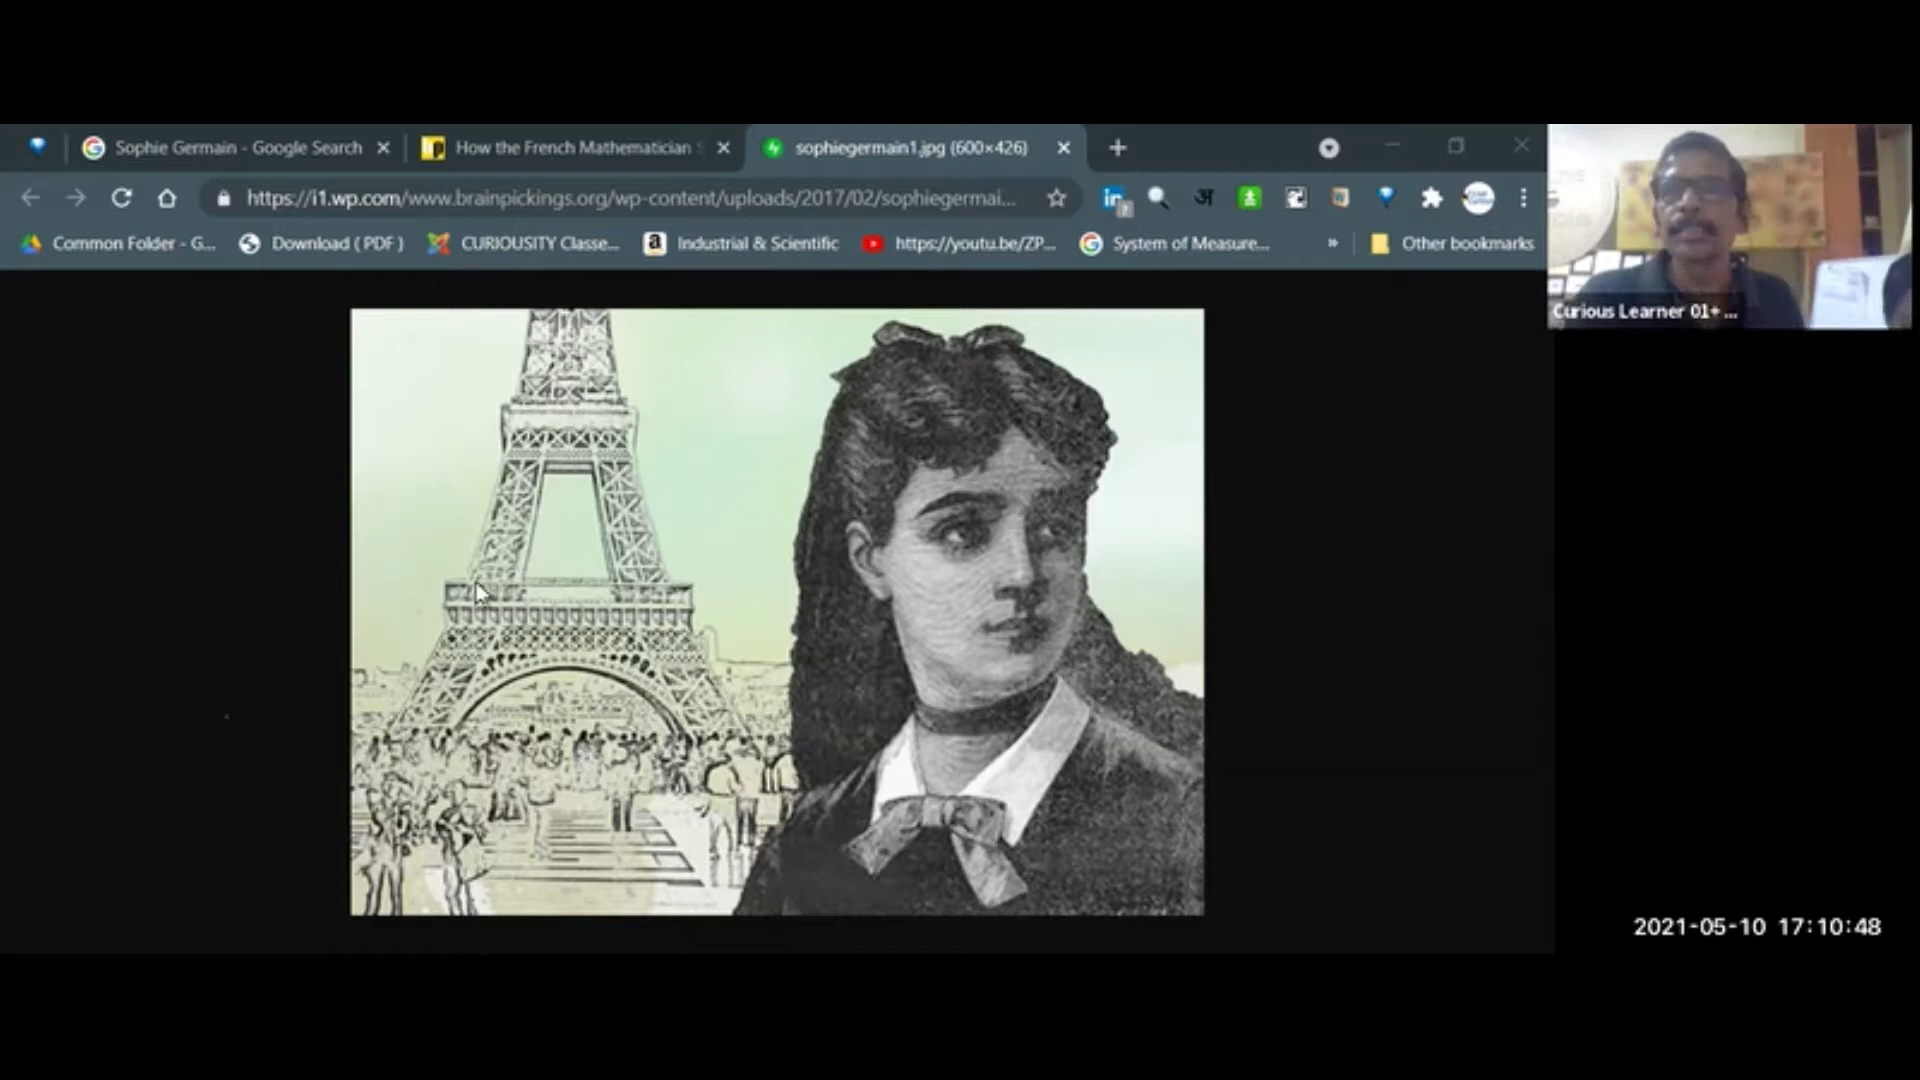 Sophie Germain - Google Search
How the French Mathematician S
sophiegermain1.jpg (600×426)
https://i1.wp.com/www.brainpickings.org/wp-content/uploads/2017/02/sophiegermai...
in
?
अ
Common Folder - G...
Download ( PDF )
CURIOUSITY Classe...
a
Industrial & Scientific
https://youtu.be/ZP...
System of Measure...
»
Other bookmarks
Curious Learner 01+ ...
2021-05-10 17:10:48